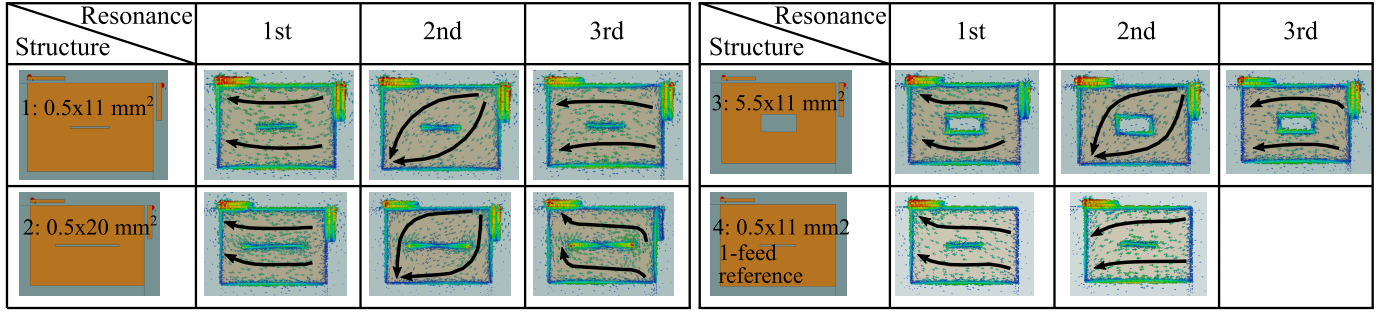 Resonance
Structure
1st
2nd
3rd
1: 0.5x11 mm²
2: 0.5x20 mm²
Resonance
Structure
1st
2nd
3rd
3: 5.5x11 mm²
4: 0.5x11 mm2
1-feed
reference